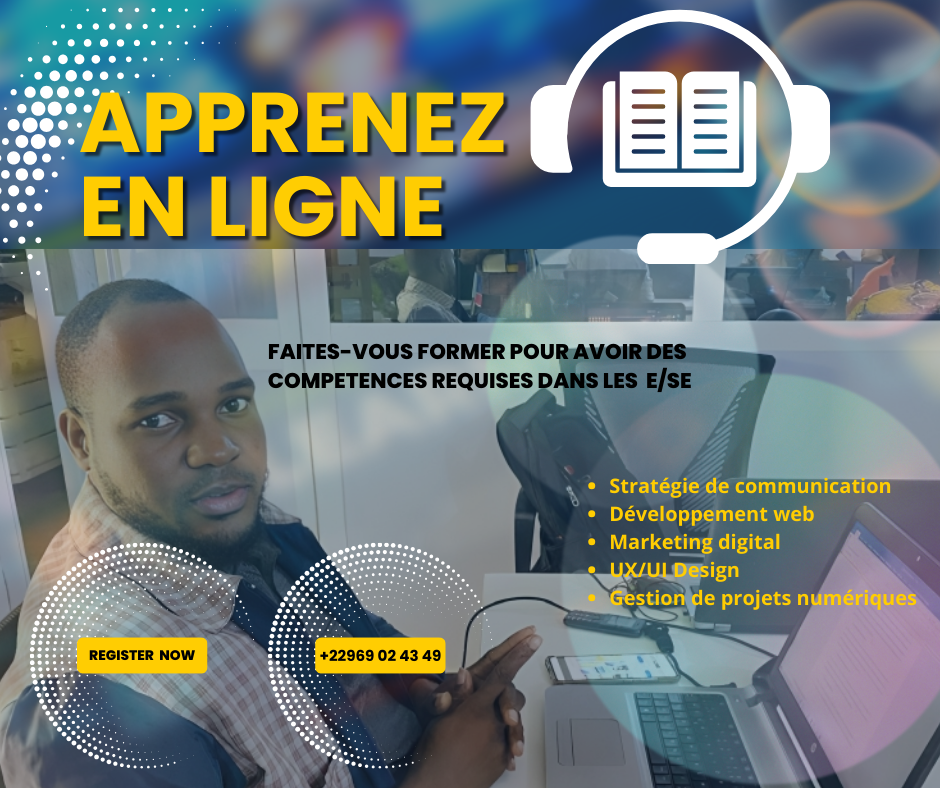 APPRENEZ
EN LIGNE
FAITES-VOUS FORMER POUR AVOIR DES
COMPETENCES REQUISES DANS LES E/SE
Stratégie de communication
Développement web
Marketing digital
UX/UI Design
Gestion de projets numériques
REGISTER NOW
+22969 02 43 49